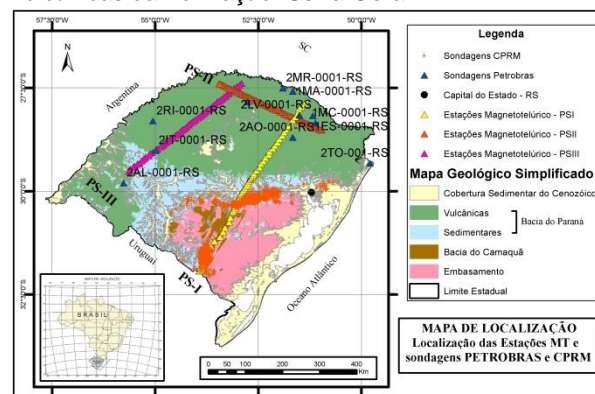 57°30'0"W
55°0'0"W
52°30'0"W
50°0'0"W
N
SC
Argentina
PS-II
2MR-0001-RS
1MA-0001-RS
27°30'0"S
2RI-0001-RS
2LV-0001-RS
1MC-0001-RS
2AO-0001-RS
1ES-0001-RS
2IT-0001-RS
2TO-001-RS
2AL-0001-RS
30°0'0"S
PS-III
Uruguai
PS-I
Oceano Atlântico
32°30'0"S
MAPA DE LOCALIZAÇÃO
BRASIL
0 50 100 200 300 400
Km
Legenda
Sondagens CPRM
Sondagens Petrobras
Capital do Estado - RS
Estações Magnetotelúrico - PSI
Estações Magnetotelúrico - PSII
Estações Magnetotelúrico - PSIII
Mapa Geológico Simplificado
Cobertura Sedimentar do Cenozóico
Vulcânicas
Bacia do Paraná
Sedimentares
Bacia do Camaquã
Embasamento
Limite Estadual
MAPA DE LOCALIZAÇÃO
Localização das Estações MT e
sondagens PETROBRAS e CPRM